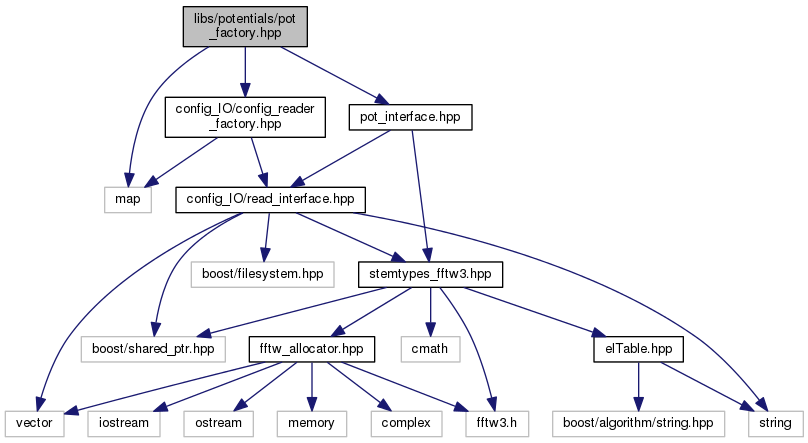 libs/potentials/pot
_factory.hpp
config_IO/config_reader
_factory.hpp
pot_interface.hpp
map
config_IO/read_interface.hpp
boost/filesystem.hpp
stemtypes_fftw3.hpp
boost/shared_ptr.hpp
fftw_allocator.hpp
cmath
elTable.hpp
vector
iostream
ostream
memory
complex
fftw3.h
boost/algorithm/string.hpp
string